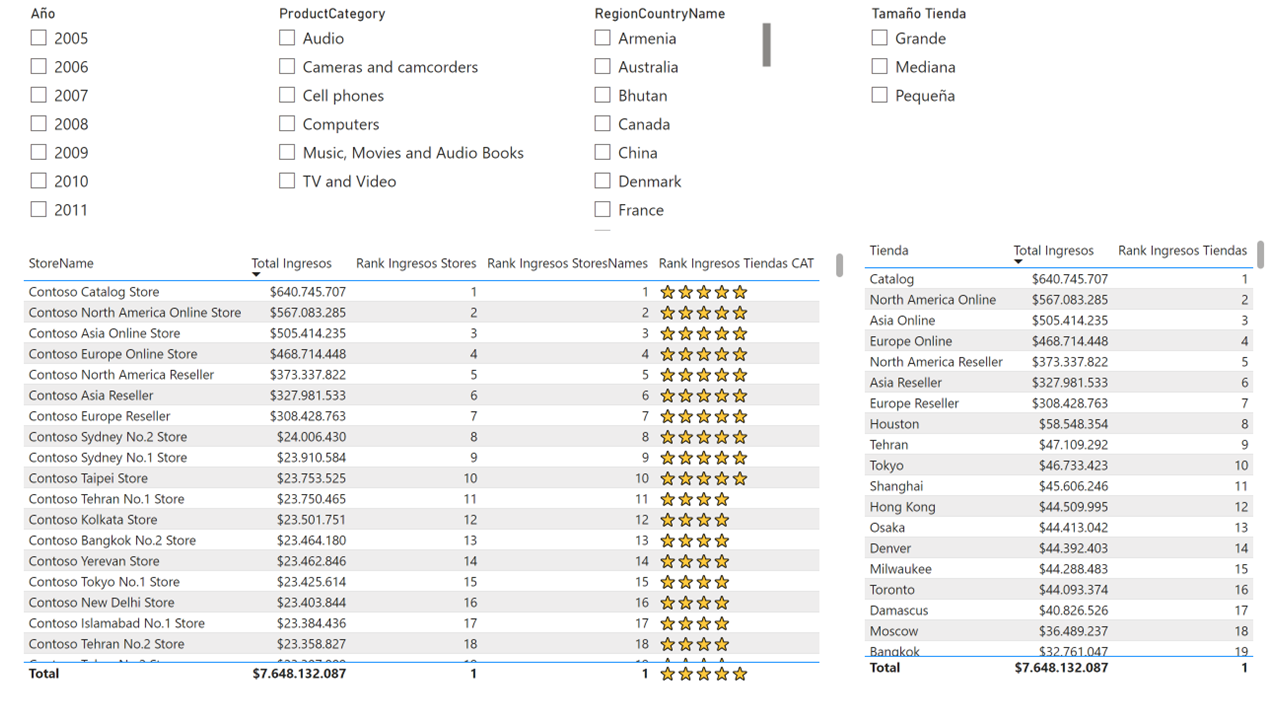 Año
2005
2006
2007
2008
2009
2010
2011
ProductCategory
Audio
Cameras and camcorders
Cell phones
Computers
Music, Movies and Audio Books
TV and Video
RegionCountryName
Armenia
Australia
Bhutan
Canada
China
Denmark
France
Tamaño Tienda
Grande
Mediana
Pequeña
StoreName Total Ingresos Rank Ingresos Stores Rank Ingresos StoresNames Rank Ingresos Tiendas CAT
Contoso Catalog Store $640.745.707 1 1 ⭐⭐⭐⭐⭐
Contoso North America Online Store $567.083.285 2 2 ⭐⭐⭐⭐⭐
Contoso Asia Online Store $505.414.235 3 3 ⭐⭐⭐⭐⭐
Contoso Europe Online Store $468.714.448 4 4 ⭐⭐⭐⭐⭐
Contoso North America Reseller $373.337.822 5 5 ⭐⭐⭐⭐⭐
Contoso Asia Reseller $327.981.533 6 6 ⭐⭐⭐⭐⭐
Contoso Europe Reseller $308.428.763 7 7 ⭐⭐⭐⭐⭐
Contoso Sydney No.2 Store $24.006.430 8 8 ⭐⭐⭐⭐⭐
Contoso Sydney No.1 Store $23.910.584 9 9 ⭐⭐⭐⭐⭐
Contoso Taipei Store $23.753.525 10 10 ⭐⭐⭐⭐⭐
Contoso Tehran No.1 Store $23.750.465 11 11 ⭐⭐⭐⭐
Contoso Kolkata Store $23.501.751 12 12 ⭐⭐⭐⭐
Contoso Bangkok No.2 Store $23.464.180 13 13 ⭐⭐⭐⭐
Contoso Yerevan Store $23.462.846 14 14 ⭐⭐⭐⭐
Contoso Tokyo No.1 Store $23.425.614 15 15 ⭐⭐⭐⭐
Contoso New Delhi Store $23.403.844 16 16 ⭐⭐⭐⭐
Contoso Islamabad No.1 Store $23.384.436 17 17 ⭐⭐⭐⭐
Contoso Tehran No.2 Store $23.358.827 18 18 ⭐⭐⭐⭐
Total $7.648.132.087 1 1 ⭐⭐⭐⭐⭐
Tienda Total Ingresos Rank Ingresos Tiendas
Catalog $640.745.707 1
North America Online $567.083.285 2
Asia Online $505.414.235 3
Europe Online $468.714.448 4
North America Reseller $373.337.822 5
Asia Reseller $327.981.533 6
Europe Reseller $308.428.763 7
Houston $58.548.354 8
Tehran $47.109.292 9
Tokyo $46.733.423 10
Shanghai $45.606.246 11
Hong Kong $44.509.995 12
Osaka $44.413.042 13
Denver $44.392.403 14
Milwaukee $44.288.483 15
Toronto $44.093.374 16
Damascus $40.826.526 17
Moscow $36.489.237 18
Bangkok $32.761.047 19
Total $7.648.132.087 1